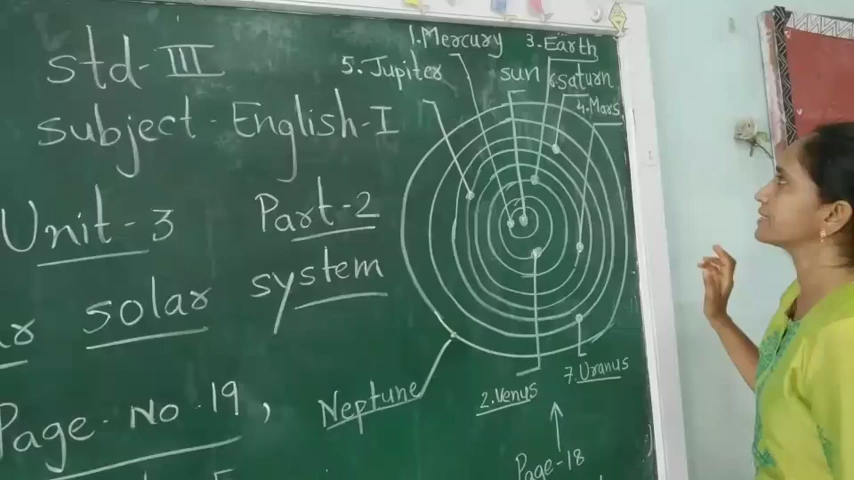 std - III
subject - English - I
Unit - 3 Part - 2
solar system
Page - No. 19,
1. Mercury 3. Earth
5. Jupiter sun 6. saturn
4. Mars
Neptune 2. Venus 7. Uranus
Page - 18